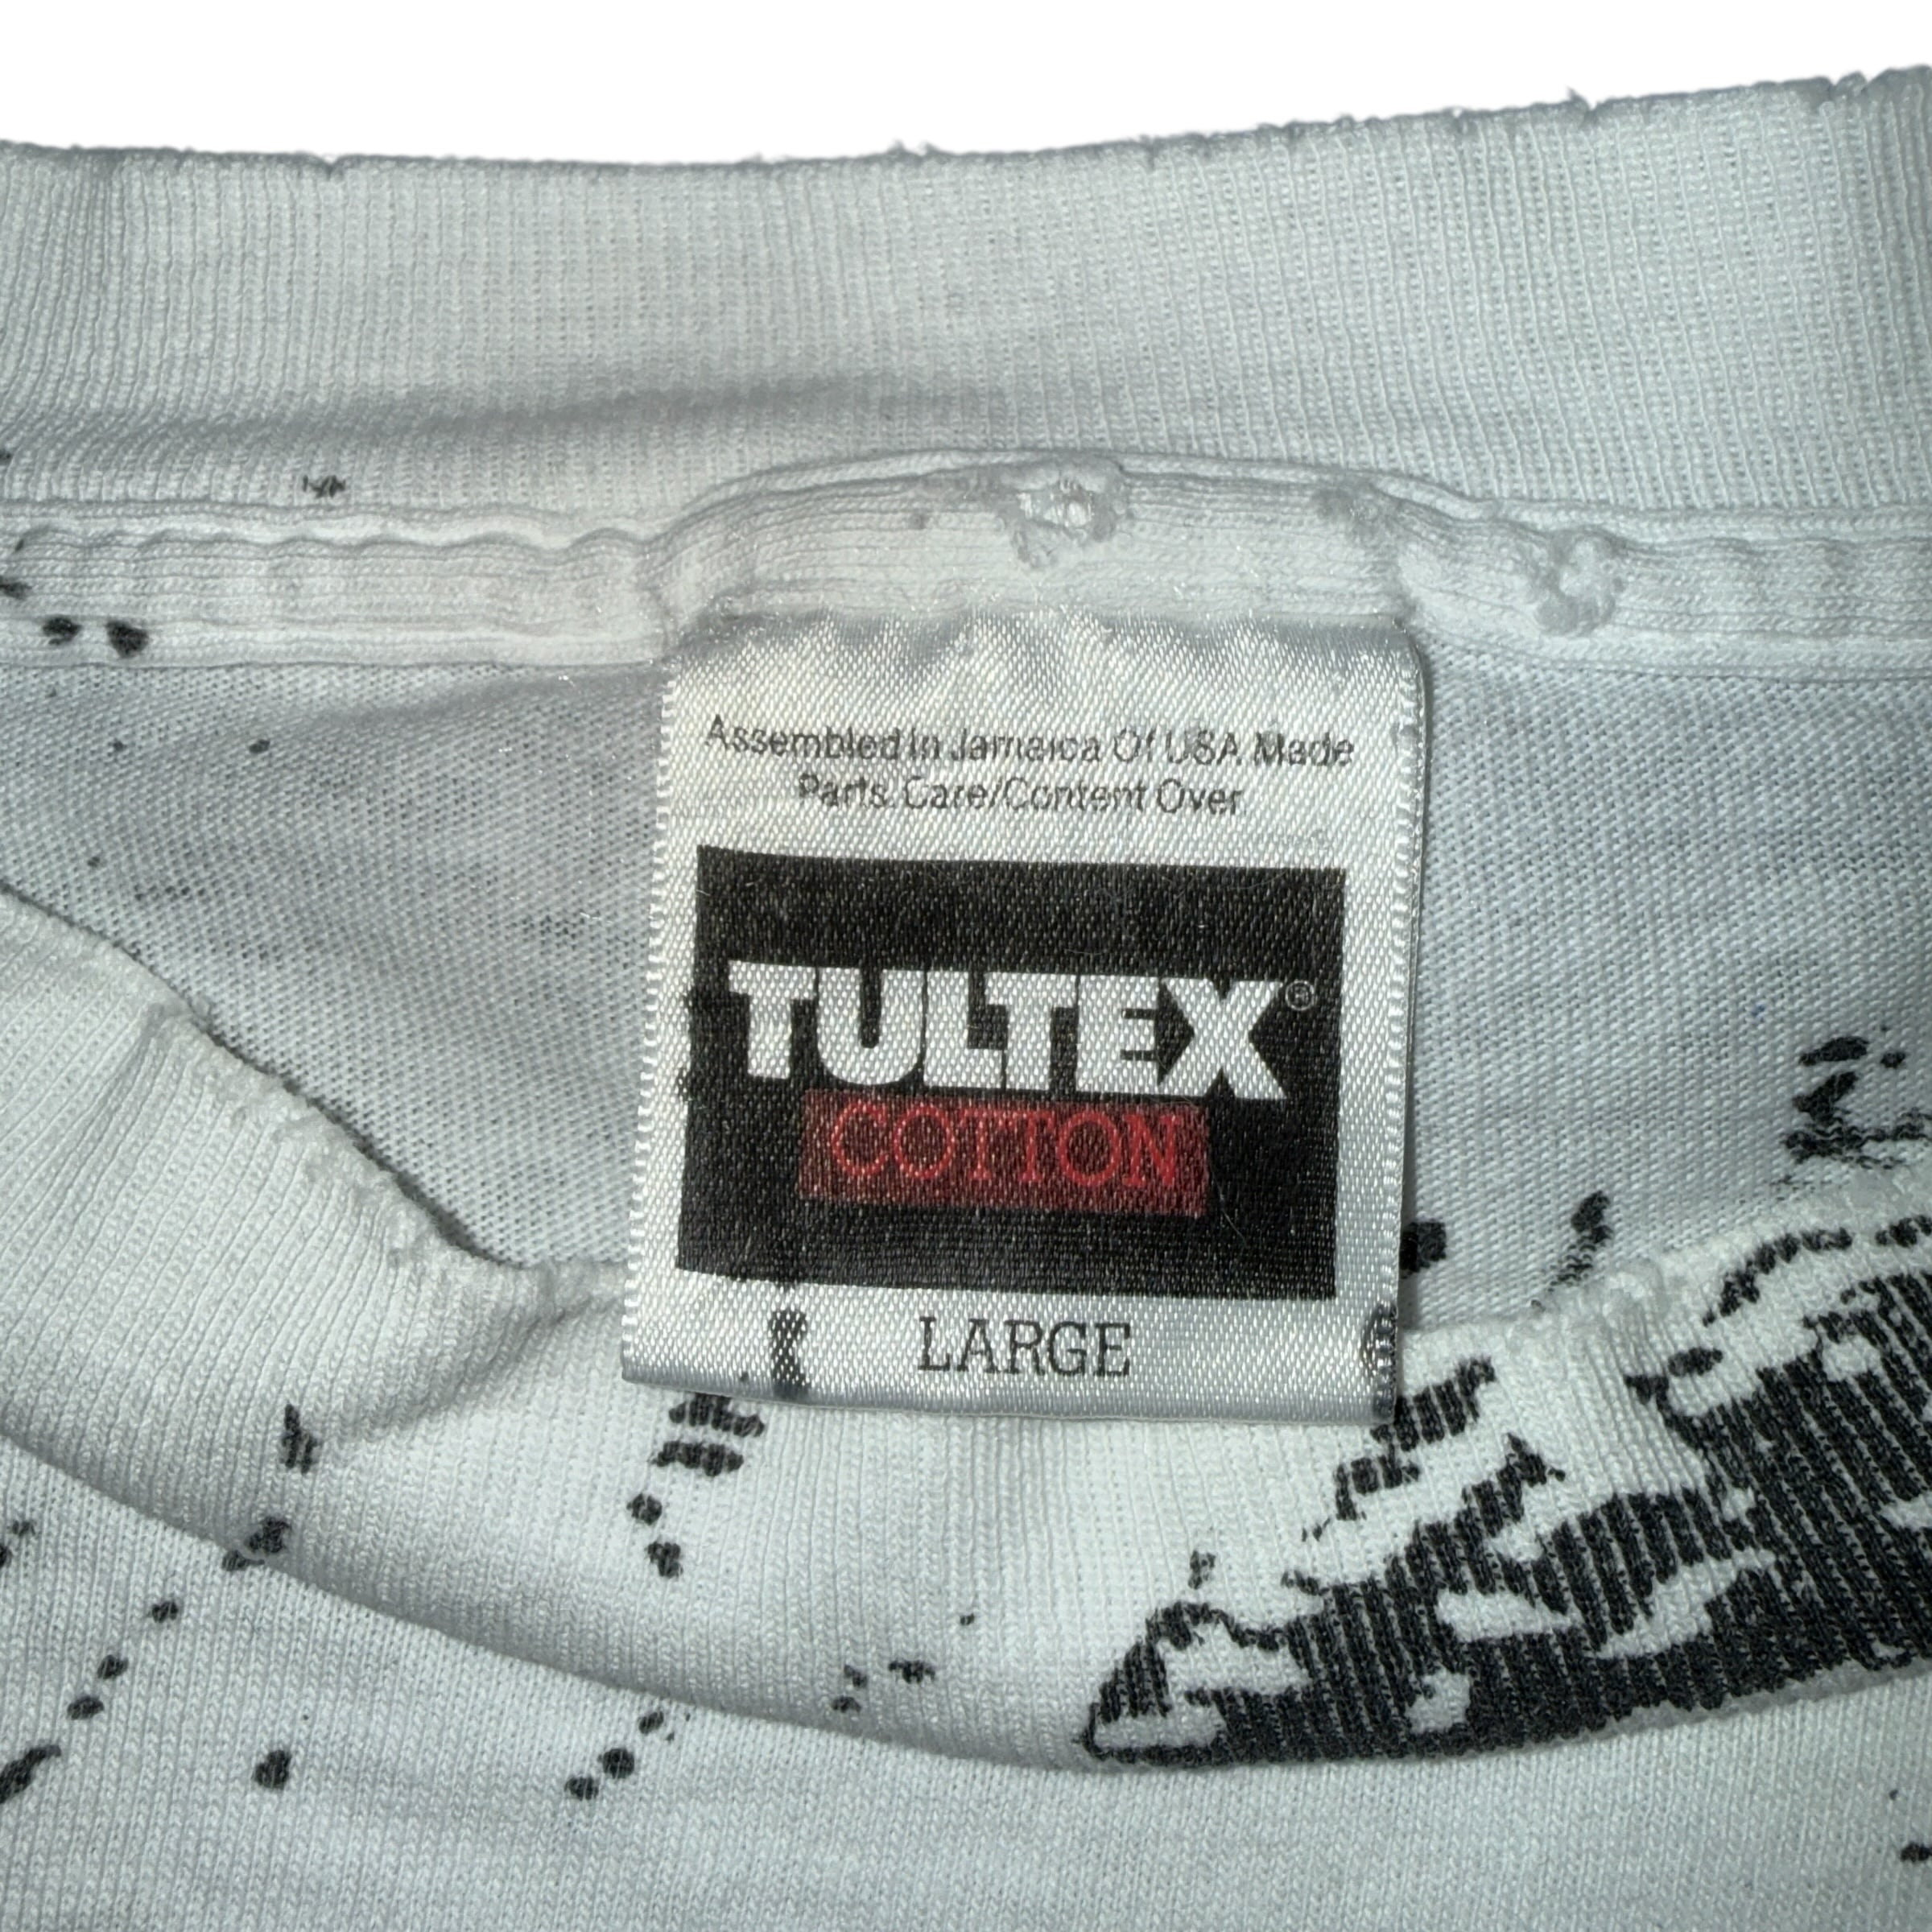 Assembled In Jamaica Of USA Made
Parts. Care/Content Over
TULTEX®
COTTON
LARGE